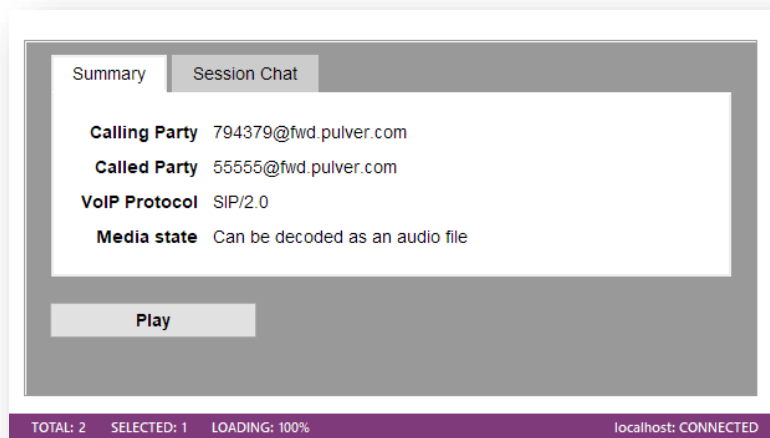 Summary Session Chat
Calling Party 794379@fwd.pulver.com
Called Party 55555@fwd.pulver.com
VoIP Protocol SIP/2.0
Media state Can be decoded as an audio file
Play
TOTAL: 2 SELECTED: 1 LOADING: 100% localhost: CONNECTED